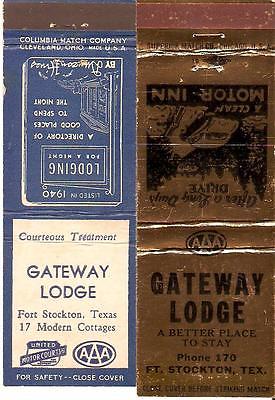 COLUMBIA MATCH COMPANY
CLEVELAND, OHIO. MADE U.S.A.
A DIRECTORY OF
GOOD PLACES
TO SPEND
THE NIGHT
LODGING
FOR A NIGHT
LISTED IN 1940
Courteous Treatment
GATEWAY
LODGE
Fort Stockton, Texas
17 Modern Cottages
UNITED
MOTOR COURTS
AAA
FOR SAFETY—CLOSE COVER
A CLEAN
MOTOR INN
After a Long Days
DRIVE
AAA
GATEWAY
LODGE
A BETTER PLACE
TO STAY
Phone 170
FT. STOCKTON, TEX.
CLOSE COVER BEFORE STRIKING MATCH